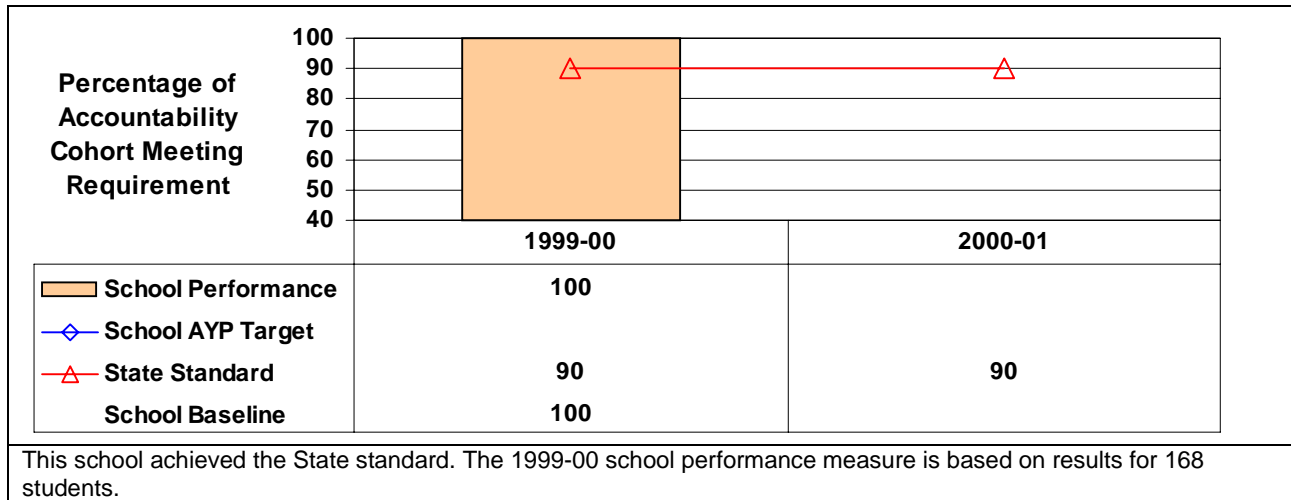 100
90
80
70
60
50
40
Percentage of
Accountability
Cohort Meeting
Requirement
1999-00 2000-01
School Performance 100
School AYP Target
State Standard 90 90
School Baseline 100
This school achieved the State standard. The 1999-00 school performance measure is based on results for 168
students.